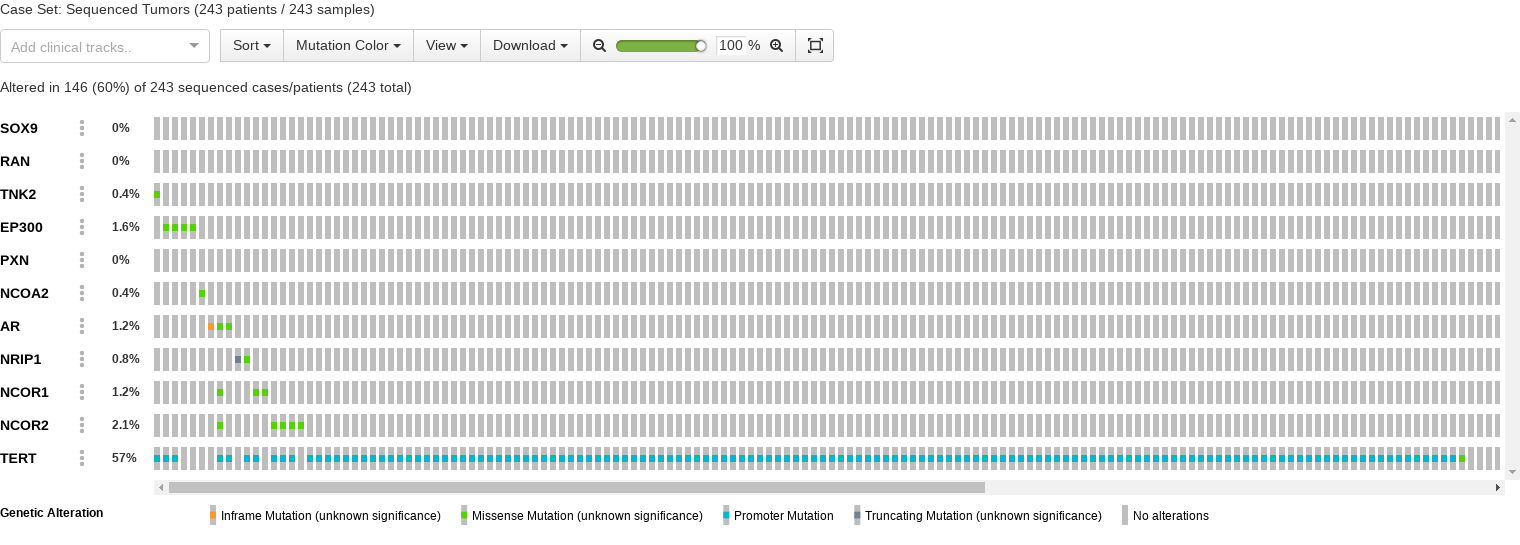 Case Set: Sequenced Tumors (243 patients / 243 samples)
Add clinical tracks.. Sort Mutation Color View Download 100 %
Altered in 146 (60%) of 243 sequenced cases/patients (243 total)
SOX9 0%
RAN 0%
TNK2 0.4%
EP300 1.6%
PXN 0%
NCOA2 0.4%
AR 1.2%
NRIP1 0.8%
NCOR1 1.2%
NCOR2 2.1%
TERT 57%
Genetic Alteration Inframe Mutation (unknown significance) Missense Mutation (unknown significance) Promoter Mutation Truncating Mutation (unknown significance) No alterations